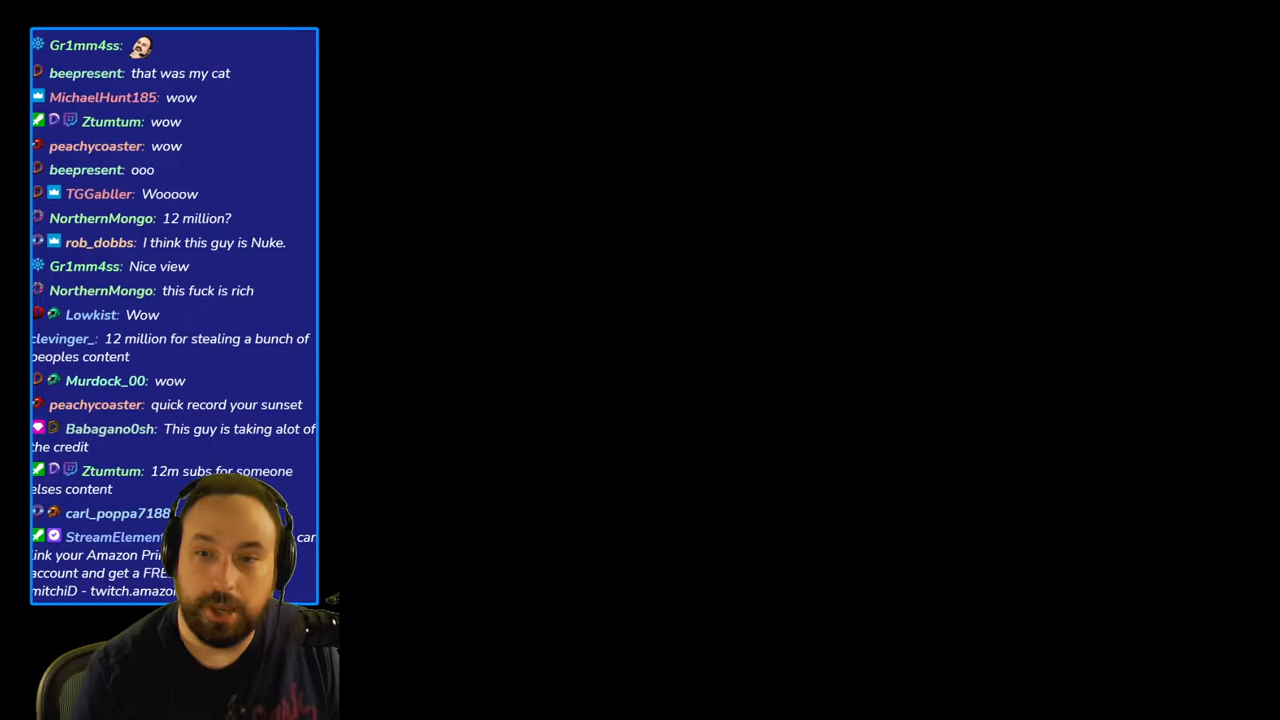 Gr1mm4ss:
beepresent: that was my cat
MichaelHunt185: wow
Ztumtum: wow
peachycoaster: wow
beepresent: ooo
TGGabller: Woooow
NorthernMongo: 12 million?
rob_dobbs: I think this guy is Nuke.
Gr1mm4ss: Nice view
NorthernMongo: this fuck is rich
Lowkist: Wow
clevinger_: 12 million for stealing a bunch of
peoples content
Murdock_00: wow
peachycoaster: quick record your sunset
Babagano0sh: This guy is taking alot of
the credit
Ztumtum: 12m subs for someone
elses content
carl_poppa7188
StreamElement car
link your Amazon Pri
account and get a FRE
mitchiD - twitch.amazo